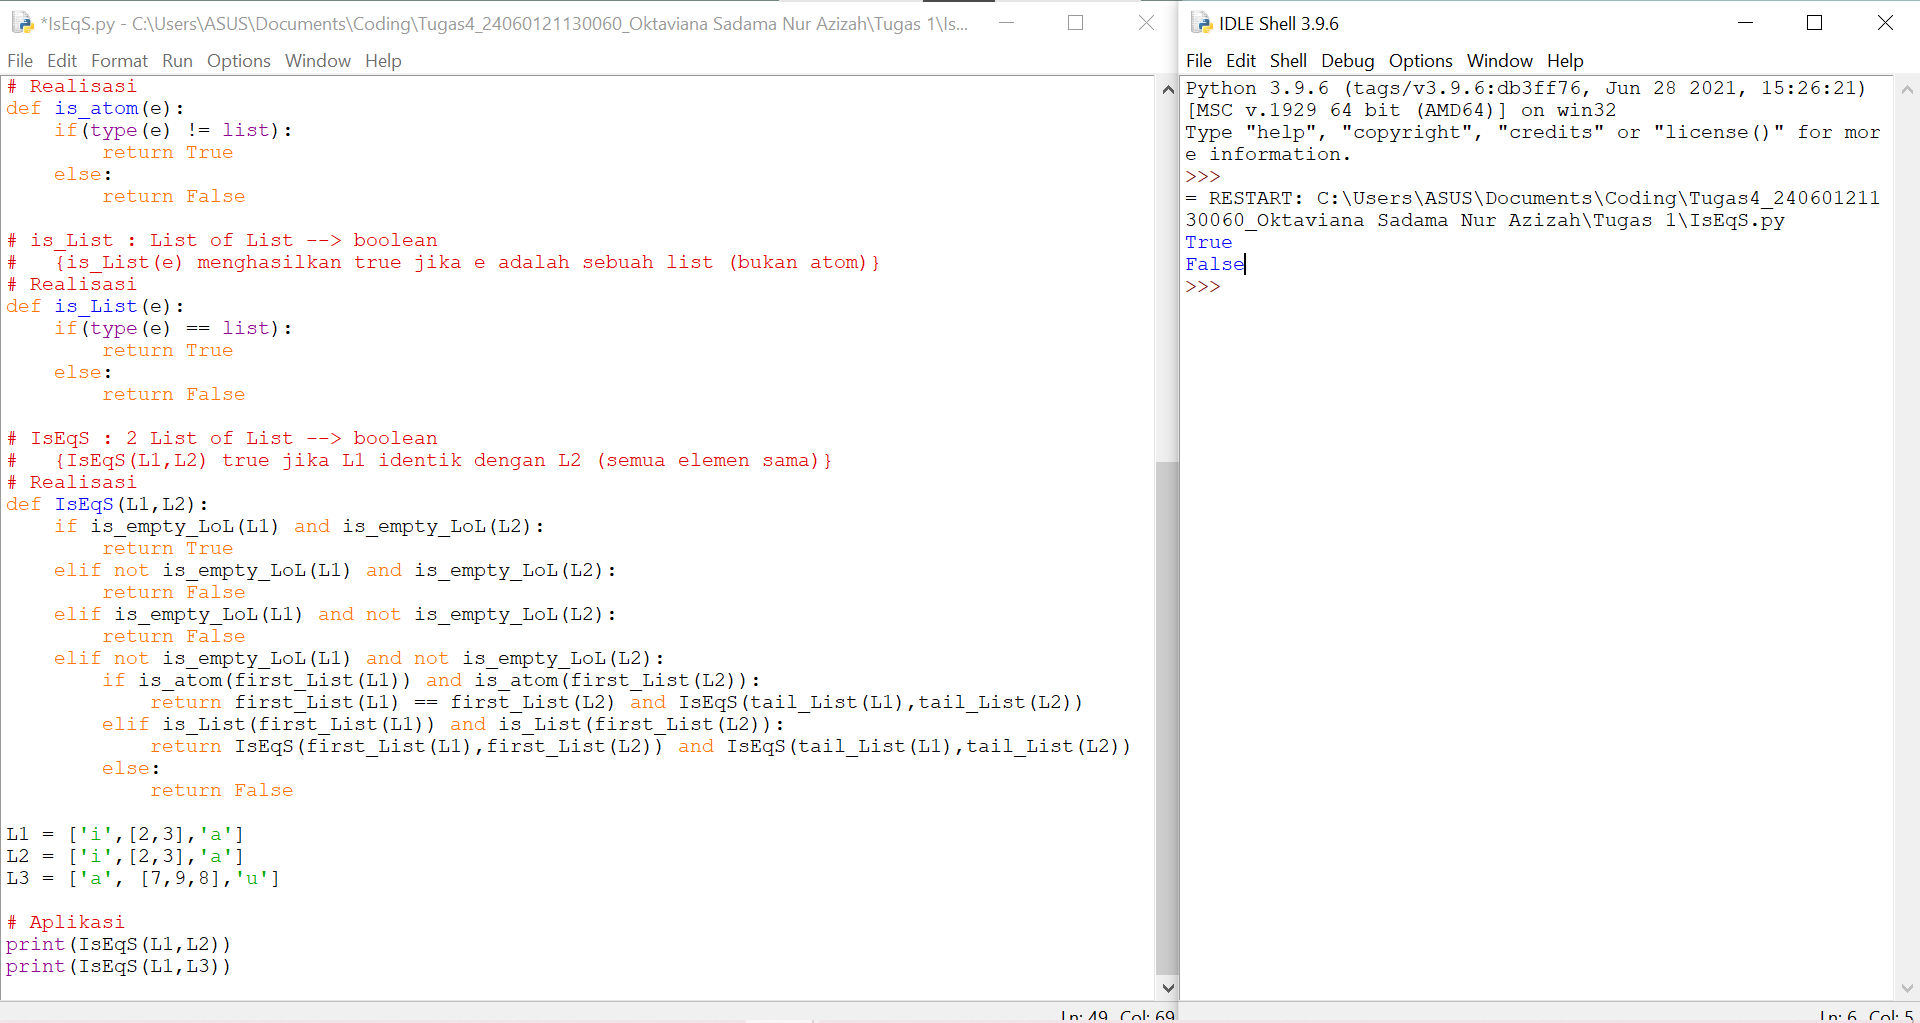 *IsEqS.py - C:\Users\ASUS\Documents\Coding\Tugas4_24060121130060_Oktaviana Sadama Nur Azizah\Tugas 1\Is...
File Edit Format Run Options Window Help
# Realisasi
def is_atom(e):
    if(type(e) != list):
        return True
    else:
        return False

# is_List : List of List --> boolean
#   {is_List(e) menghasilkan true jika e adalah sebuah list (bukan atom)}
# Realisasi
def is_List(e):
    if(type(e) == list):
        return True
    else:
        return False

# IsEqS : 2 List of List --> boolean
#   {IsEqS(L1,L2) true jika L1 identik dengan L2 (semua elemen sama)}
# Realisasi
def IsEqS(L1,L2):
    if is_empty_LoL(L1) and is_empty_LoL(L2):
        return True
    elif not is_empty_LoL(L1) and is_empty_LoL(L2):
        return False
    elif is_empty_LoL(L1) and not is_empty_LoL(L2):
        return False
    elif not is_empty_LoL(L1) and not is_empty_LoL(L2):
        if is_atom(first_List(L1)) and is_atom(first_List(L2)):
            return first_List(L1) == first_List(L2) and IsEqS(tail_List(L1),tail_List(L2))
        elif is_List(first_List(L1)) and is_List(first_List(L2)):
            return IsEqS(first_List(L1),first_List(L2)) and IsEqS(tail_List(L1),tail_List(L2))
        else:
            return False

L1 = ['i',[2,3],'a']
L2 = ['i',[2,3],'a']
L3 = ['a', [7,9,8],'u']

# Aplikasi
print(IsEqS(L1,L2))
print(IsEqS(L1,L3))
Ln: 49 Col: 69
IDLE Shell 3.9.6
File Edit Shell Debug Options Window Help
Python 3.9.6 (tags/v3.9.6:db3ff76, Jun 28 2021, 15:26:21)
[MSC v.1929 64 bit (AMD64)] on win32
Type "help", "copyright", "credits" or "license()" for mor
e information.
>>>
= RESTART: C:\Users\ASUS\Documents\Coding\Tugas4_240601211
30060_Oktaviana Sadama Nur Azizah\Tugas 1\IsEqS.py
True
False
>>>
Ln: 6 Col: 5